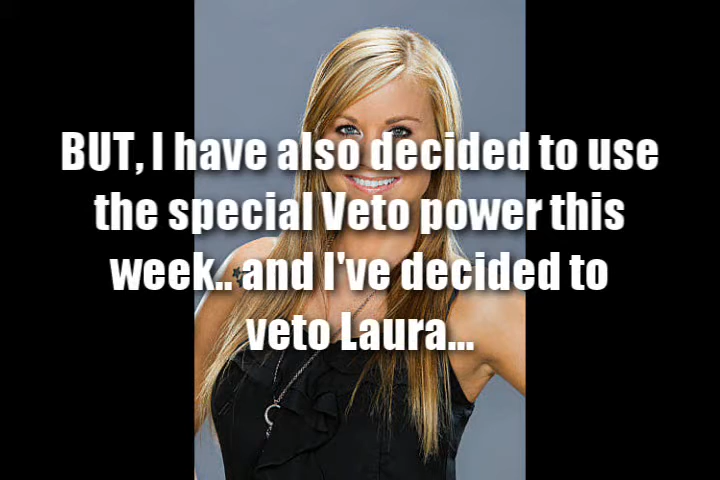 BUT, I have also decided to use
the special Veto power this
week.. and I've decided to
veto Laura...